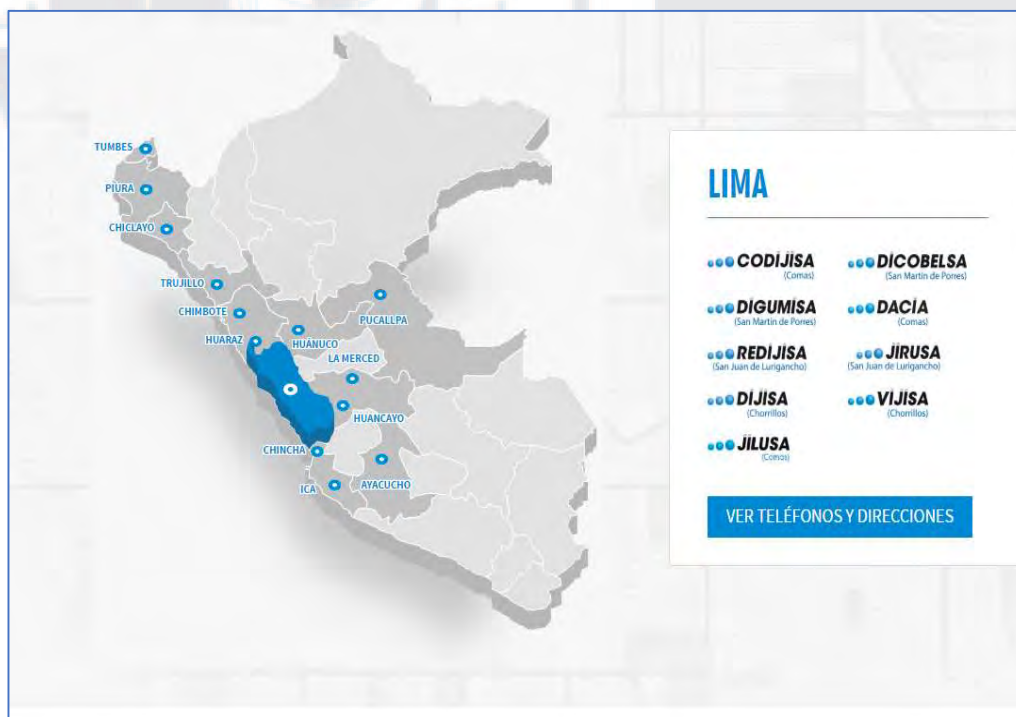 TUMBES
PIURA
CHICLAYO
TRUJILLO
CHIMBOTE
HUARAZ
HUÁNUCO
PUCALLPA
LA MERCED
HUANCAYO
CHINCHA
ICA
AYACUCHO
LIMA
CODIJISA
(Comas)
DICOBELSA
(San Martin de Porres)
DIGUMISA
(San Martin de Porres)
DACIA
(Comas)
REDIJISA
(San Juan de Lurigancho)
JIRUSA
(San Juan de Lurigancho)
DIJISA
(Chorrillos)
VIJISA
(Chorrillos)
JILUSA
(Comas)
VER TELÉFONOS Y DIRECCIONES